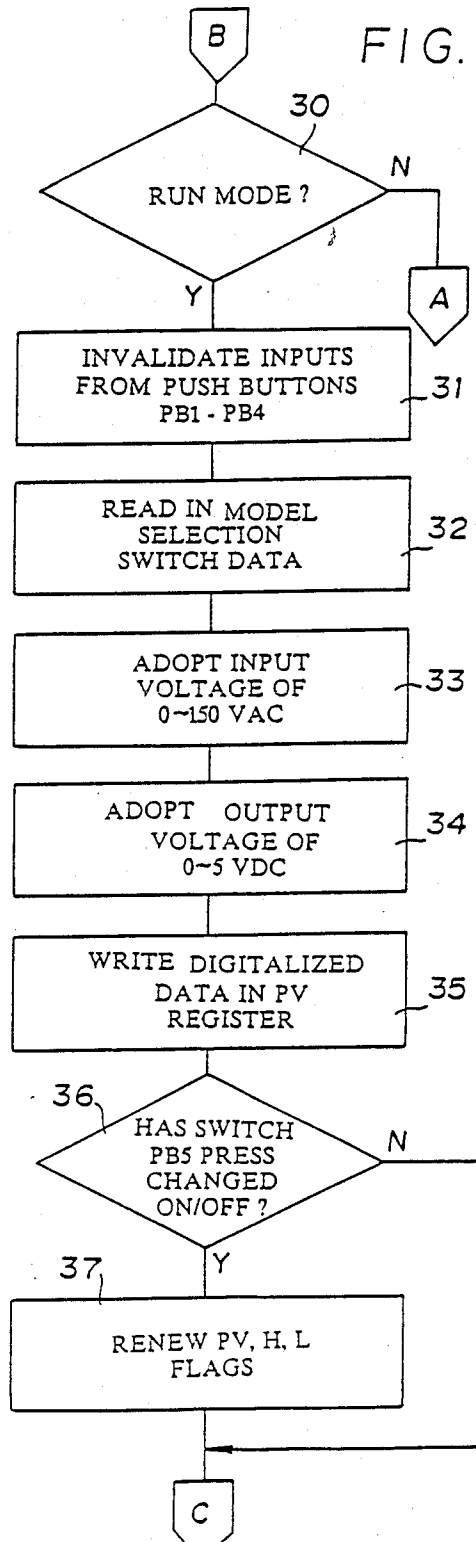 B
FIG.
30
RUN MODE ?
N
A
Y
INVALIDATE INPUTS
FROM PUSH BUTTONS
PB1 - PB4
31
READ IN MODEL
SELECTION
SWITCH DATA
32
ADOPT INPUT
VOLTAGE OF
0~150 VAC
33
ADOPT OUTPUT
VOLTAGE OF
0~5 VDC
34
WRITE DIGITALIZED
DATA IN PV
REGISTER
35
36
HAS SWITCH
PB5 PRESS
CHANGED
ON/OFF ?
N
Y
37
RENEW PV, H, L
FLAGS
C